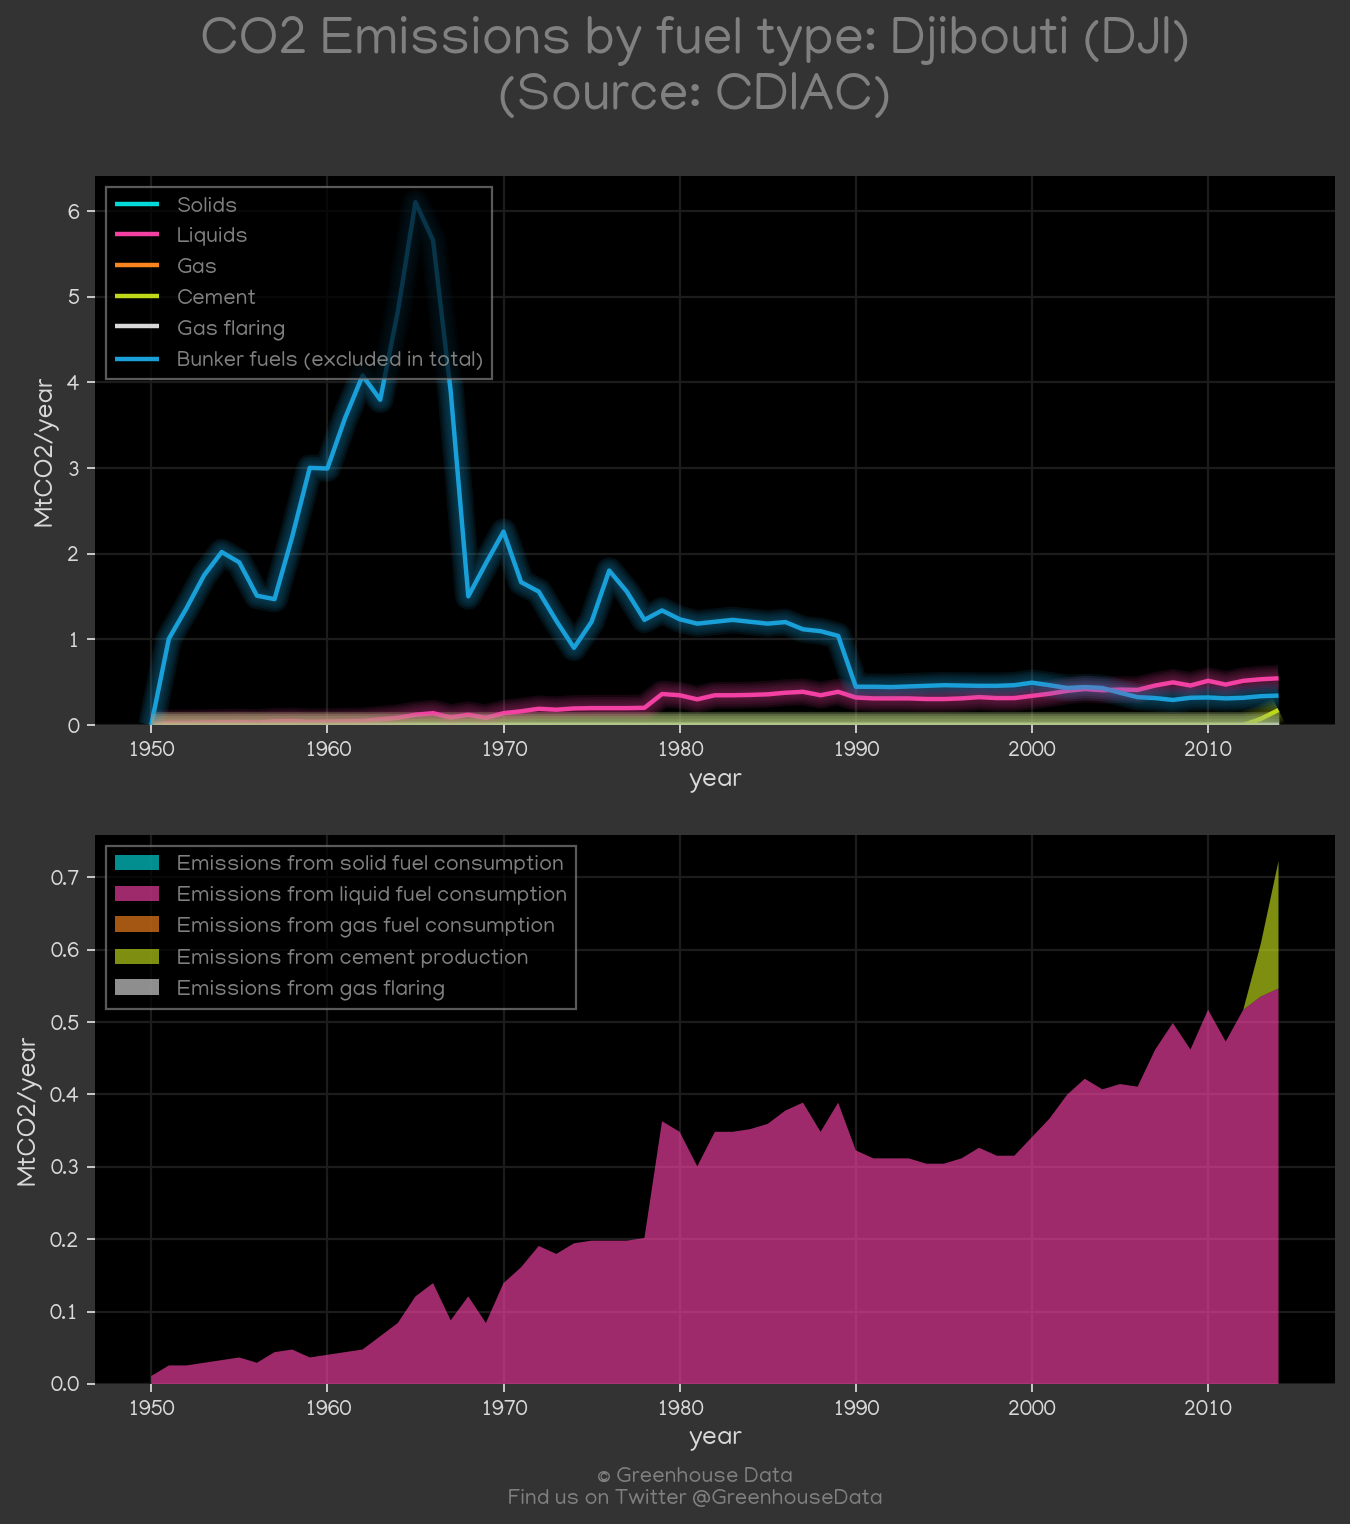 CO2 Emissions by fuel type: Djibouti (DJI)
(Source: CDIAC)
Solids
Liquids
Gas
Cement
Gas flaring
Bunker fuels (excluded in total)
6
5
4
3
2
1
0
MtCO2/year
1950 1960 1970 1980 1990 2000 2010
year
Emissions from solid fuel consumption
Emissions from liquid fuel consumption
Emissions from gas fuel consumption
Emissions from cement production
Emissions from gas flaring
0.7
0.6
0.5
0.4
0.3
0.2
0.1
0.0
MtCO2/year
1950 1960 1970 1980 1990 2000 2010
year
© Greenhouse Data
Find us on Twitter @GreenhouseData